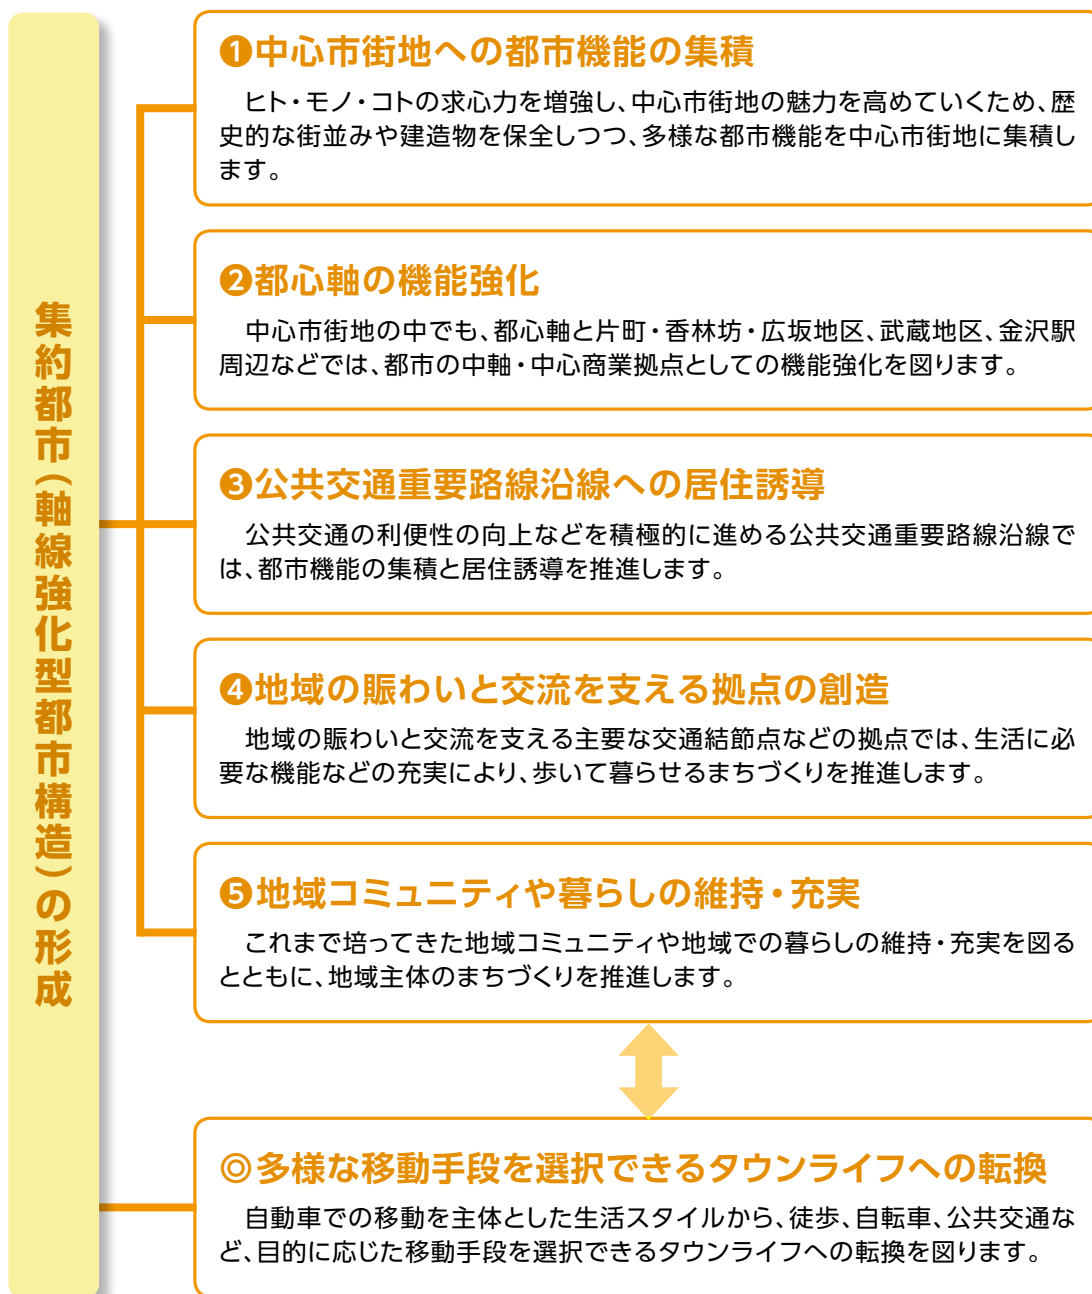 集約都市（軸線強化型都市構造）の形成
❶中心市街地への都市機能の集積
　ヒト・モノ・コトの求心力を増強し、中心市街地の魅力を高めていくため、歴
史的な街並みや建造物を保全しつつ、多様な都市機能を中心市街地に集積し
ます。
❷都心軸の機能強化
　中心市街地の中でも、都心軸と片町・香林坊・広坂地区、武蔵地区、金沢駅
周辺などでは、都市の中軸・中心商業拠点としての機能強化を図ります。
❸公共交通重要路線沿線への居住誘導
　公共交通の利便性の向上などを積極的に進める公共交通重要路線沿線で
は、都市機能の集積と居住誘導を推進します。
❹地域の賑わいと交流を支える拠点の創造
　地域の賑わいと交流を支える主要な交通結節点などの拠点では、生活に必
要な機能などの充実により、歩いて暮らせるまちづくりを推進します。
❺地域コミュニティや暮らしの維持・充実
　これまで培ってきた地域コミュニティや地域での暮らしの維持・充実を図る
とともに、地域主体のまちづくりを推進します。
◎多様な移動手段を選択できるタウンライフへの転換
　自動車での移動を主体とした生活スタイルから、徒歩、自転車、公共交通な
ど、目的に応じた移動手段を選択できるタウンライフへの転換を図ります。